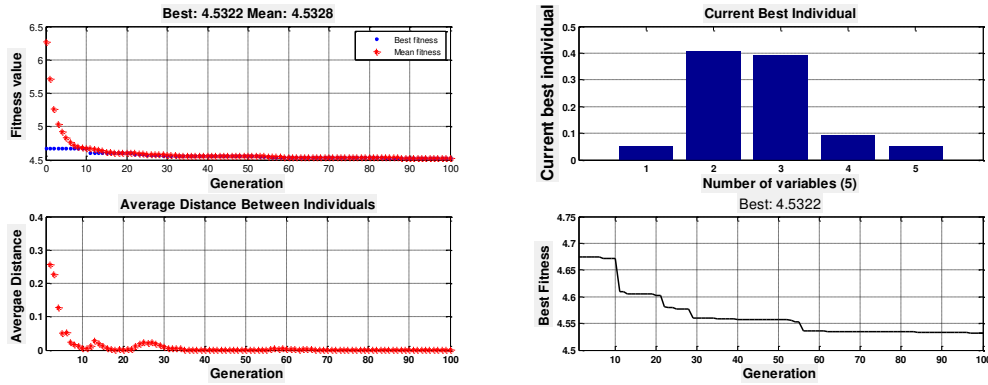 Best: 4.5322 Mean: 4.5328
6.5
6
5.5
5
4.5
Fitness value
0 10 20 30 40 50 60 70 80 90 100
Generation
Best fitness
Mean fitness
Current Best Individual
0.5
0.4
0.3
0.2
0.1
0
Current best individual
1 2 3 4 5
Number of variables (5)
Average Distance Between Individuals
0.4
0.3
0.2
0.1
0
Avergae Distance
10 20 30 40 50 60 70 80 90 100
Generation
Best: 4.5322
4.75
4.7
4.65
4.6
4.55
4.5
Best Fitness
10 20 30 40 50 60 70 80 90 100
Generation